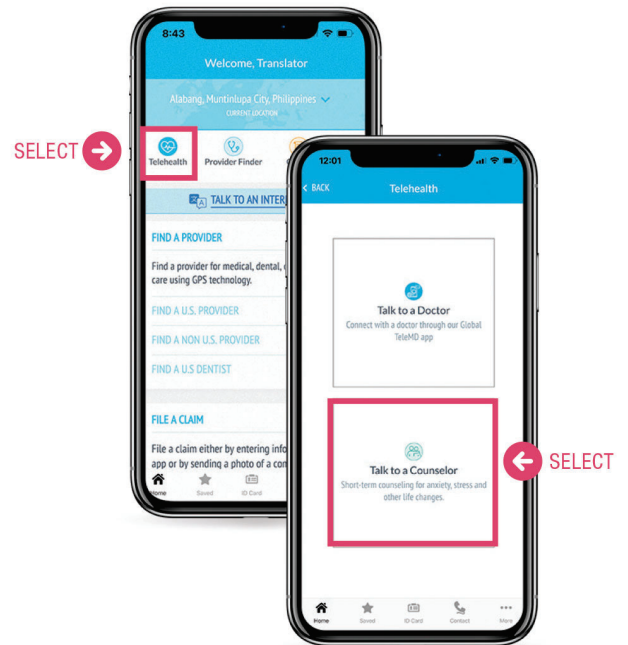 8:43
Welcome, Translator
Alabang, Muntinlupa City, Philippines
CURRENT LOCATION
SELECT
Telehealth
Provider Finder
TALK TO AN INTER
FIND A PROVIDER
Find a provider for medical, dental,
care using GPS technology.
FIND A U.S. PROVIDER
FIND A NON U.S. PROVIDER
FIND A U.S DENTIST
FILE A CLAIM
File a claim either by entering info
app or by sending a photo of a con
Home
Saved
ID Card
12:01
< BACK
Telehealth
Talk to a Doctor
Connect with a doctor through our Global
TeleMD app
Talk to a Counselor
Short-term counseling for anxiety, stress and
other life changes.
SELECT
Home
Saved
ID Card
Contact
More